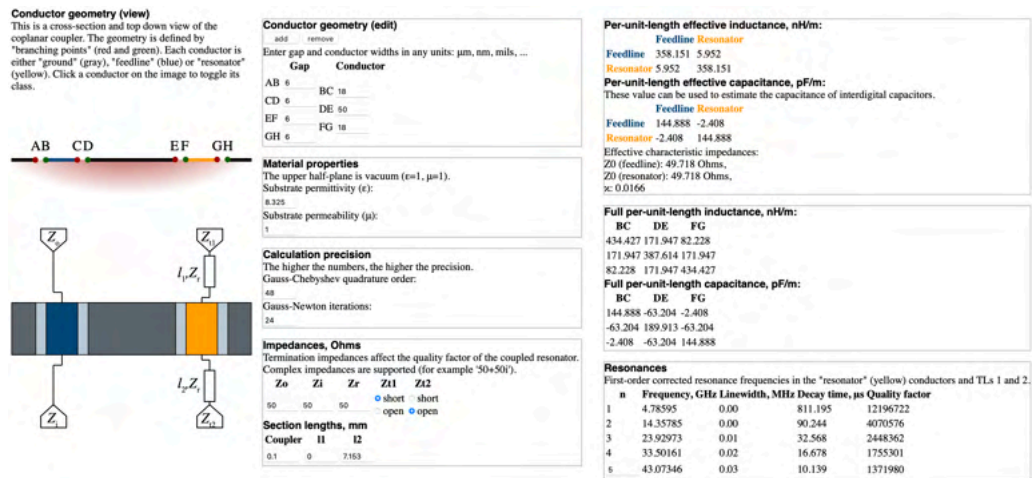 Conductor geometry (view)
This is a cross-section and top down view of the
coplanar coupler. The geometry is defined by
"branching points" (red and green). Each conductor is
either "ground" (gray), "feedline" (blue) or "resonator"
(yellow). Click a conductor on the image to toggle its
class.
AB CD EF GH
Zo Zt1
l1,Zr
l2,Zr
Zi Zt2
Conductor geometry (edit)
add remove
Enter gap and conductor widths in any units: μm, nm, mils, ...
Gap Conductor
AB 6
BC 18
CD 6
DE 50
EF 6
FG 18
GH 6
Material properties
The upper half-plane is vacuum (ε=1, μ=1).
Substrate permittivity (ε):
8.325
Substrate permeability (μ):
1
Calculation precision
The higher the numbers, the higher the precision.
Gauss-Chebyshev quadrature order:
48
Gauss-Newton iterations:
24
Impedances, Ohms
Termination impedances affect the quality factor of the coupled resonator.
Complex impedances are supported (for example '50+50i').
Zo Zi Zr Zt1 Zt2
short short
50 50 50
open open
Section lengths, mm
Coupler l1 l2
0.1 0 7.153
Per-unit-length effective inductance, nH/m:
Feedline Resonator
Feedline 358.151 5.952
Resonator 5.952 358.151
Per-unit-length effective capacitance, pF/m:
These value can be used to estimate the capacitance of interdigital capacitors.
Feedline Resonator
Feedline 144.888 -2.408
Resonator -2.408 144.888
Effective characteristic impedances:
Z0 (feedline): 49.718 Ohms,
Z0 (resonator): 49.718 Ohms,
κ: 0.0166
Full per-unit-length inductance, nH/m:
BC DE FG
434.427 171.947 82.228
171.947 387.614 171.947
82.228 171.947 434.427
Full per-unit-length capacitance, pF/m:
BC DE FG
144.888 -63.204 -2.408
-63.204 189.913 -63.204
-2.408 -63.204 144.888
Resonances
First-order corrected resonance frequencies in the "resonator" (yellow) conductors and TLs 1 and 2.
n Frequency, GHz Linewidth, MHz Decay time, μs Quality factor
1 4.78595 0.00 811.195 12196722
2 14.35785 0.00 90.244 4070576
3 23.92973 0.01 32.568 2448362
4 33.50161 0.02 16.678 1755301
5 43.07346 0.03 10.139 1371980